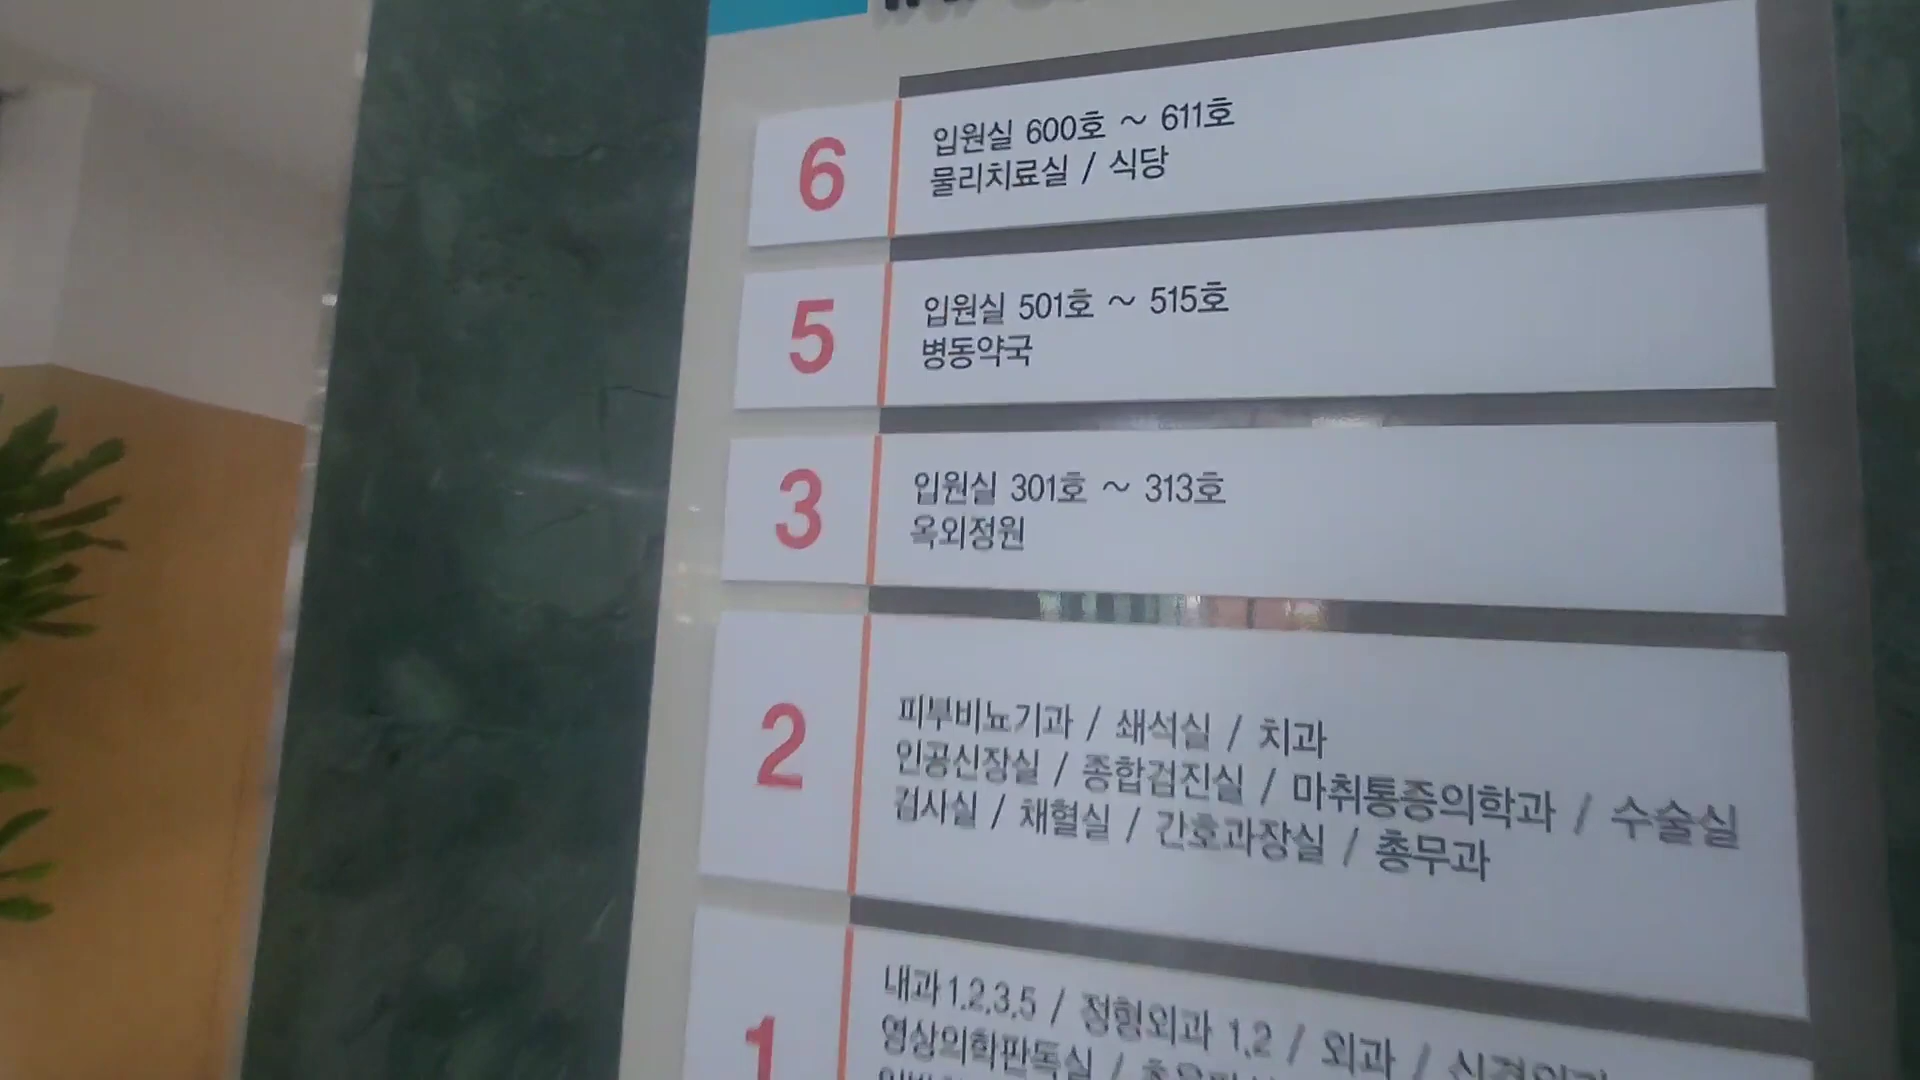 6
입원실 600호 ~ 611호
물리치료실 / 식당
5
입원실 501호 ~ 515호
병동약국
3
입원실 301호 ~ 313호
옥외정원
2
피부비뇨기과 / 쇄석실 / 치과
인공신장실 / 종합검진실 / 마취통증의학과 / 수술실
검사실 / 채혈실 / 간호과장실 / 총무과
1
내과1.2.3.5 / 정형외과 1.2 / 외과 /
영상의학판독실 /